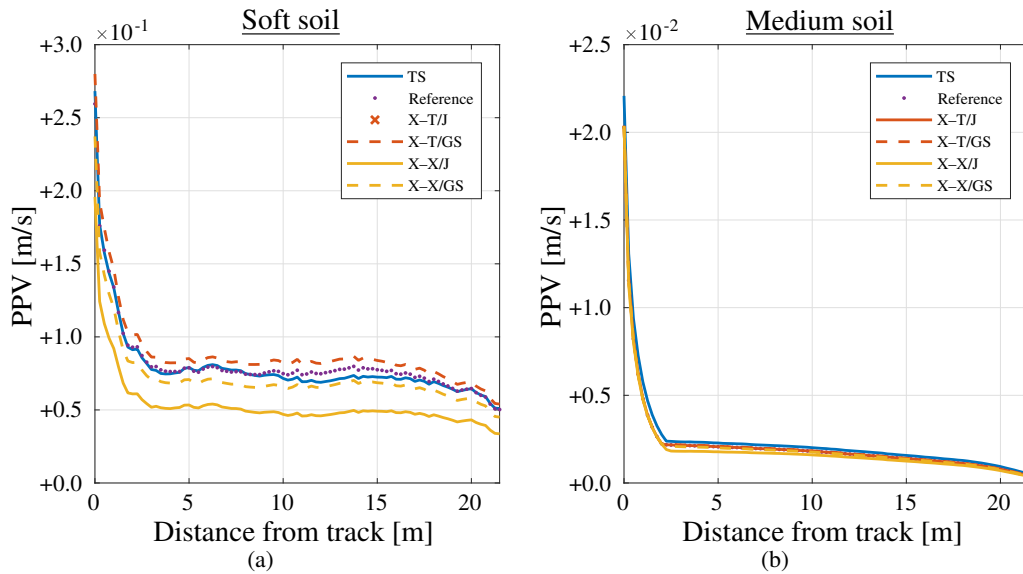 Soft soil
×10⁻¹
+3.0
+2.5
+2.0
+1.5
+1.0
+0.5
+0.0
PPV [m/s]
TS
Reference
X–T/J
X–T/GS
X–X/J
X–X/GS
0 5 10 15 20
Distance from track [m]
(a)
Medium soil
×10⁻²
+2.5
+2.0
+1.5
+1.0
+0.5
+0.0
PPV [m/s]
TS
Reference
X–T/J
X–T/GS
X–X/J
X–X/GS
0 5 10 15 20
Distance from track [m]
(b)